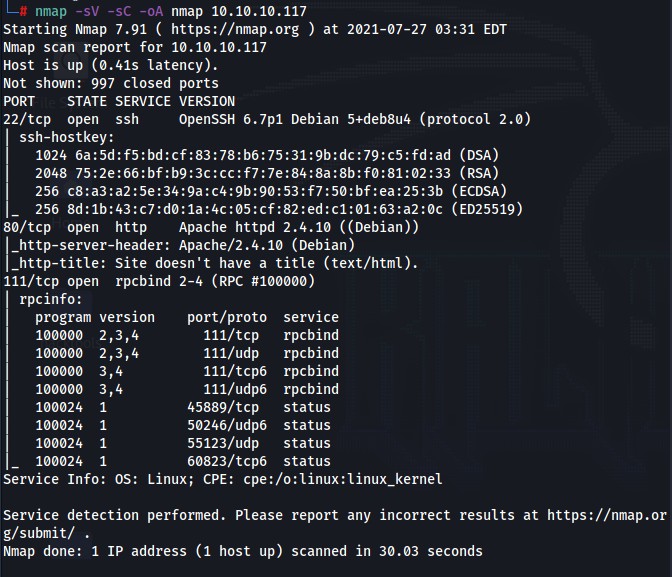 └─# nmap -sV -sC -oA nmap 10.10.10.117
Starting Nmap 7.91 ( https://nmap.org ) at 2021-07-27 03:31 EDT
Nmap scan report for 10.10.10.117
Host is up (0.41s latency).
Not shown: 997 closed ports
PORT    STATE SERVICE VERSION
22/tcp  open  ssh     OpenSSH 6.7p1 Debian 5+deb8u4 (protocol 2.0)
| ssh-hostkey:
|   1024 6a:5d:f5:bd:cf:83:78:b6:75:31:9b:dc:79:c5:fd:ad (DSA)
|   2048 75:2e:66:bf:b9:3c:cc:f7:7e:84:8a:8b:f0:81:02:33 (RSA)
|   256 c8:a3:a2:5e:34:9a:c4:9b:90:53:f7:50:bf:ea:25:3b (ECDSA)
|_  256 8d:1b:43:c7:d0:1a:4c:05:cf:82:ed:c1:01:63:a2:0c (ED25519)
80/tcp  open  http    Apache httpd 2.4.10 ((Debian))
|_http-server-header: Apache/2.4.10 (Debian)
|_http-title: Site doesn't have a title (text/html).
111/tcp open  rpcbind 2-4 (RPC #100000)
| rpcinfo:
|   program version    port/proto  service
|   100000  2,3,4        111/tcp   rpcbind
|   100000  2,3,4        111/udp   rpcbind
|   100000  3,4          111/tcp6  rpcbind
|   100000  3,4          111/udp6  rpcbind
|   100024  1          45889/tcp   status
|   100024  1          50246/udp6  status
|   100024  1          55123/udp   status
|_  100024  1          60823/tcp6  status
Service Info: OS: Linux; CPE: cpe:/o:linux:linux_kernel
Service detection performed. Please report any incorrect results at https://nmap.or
g/submit/ .
Nmap done: 1 IP address (1 host up) scanned in 30.03 seconds